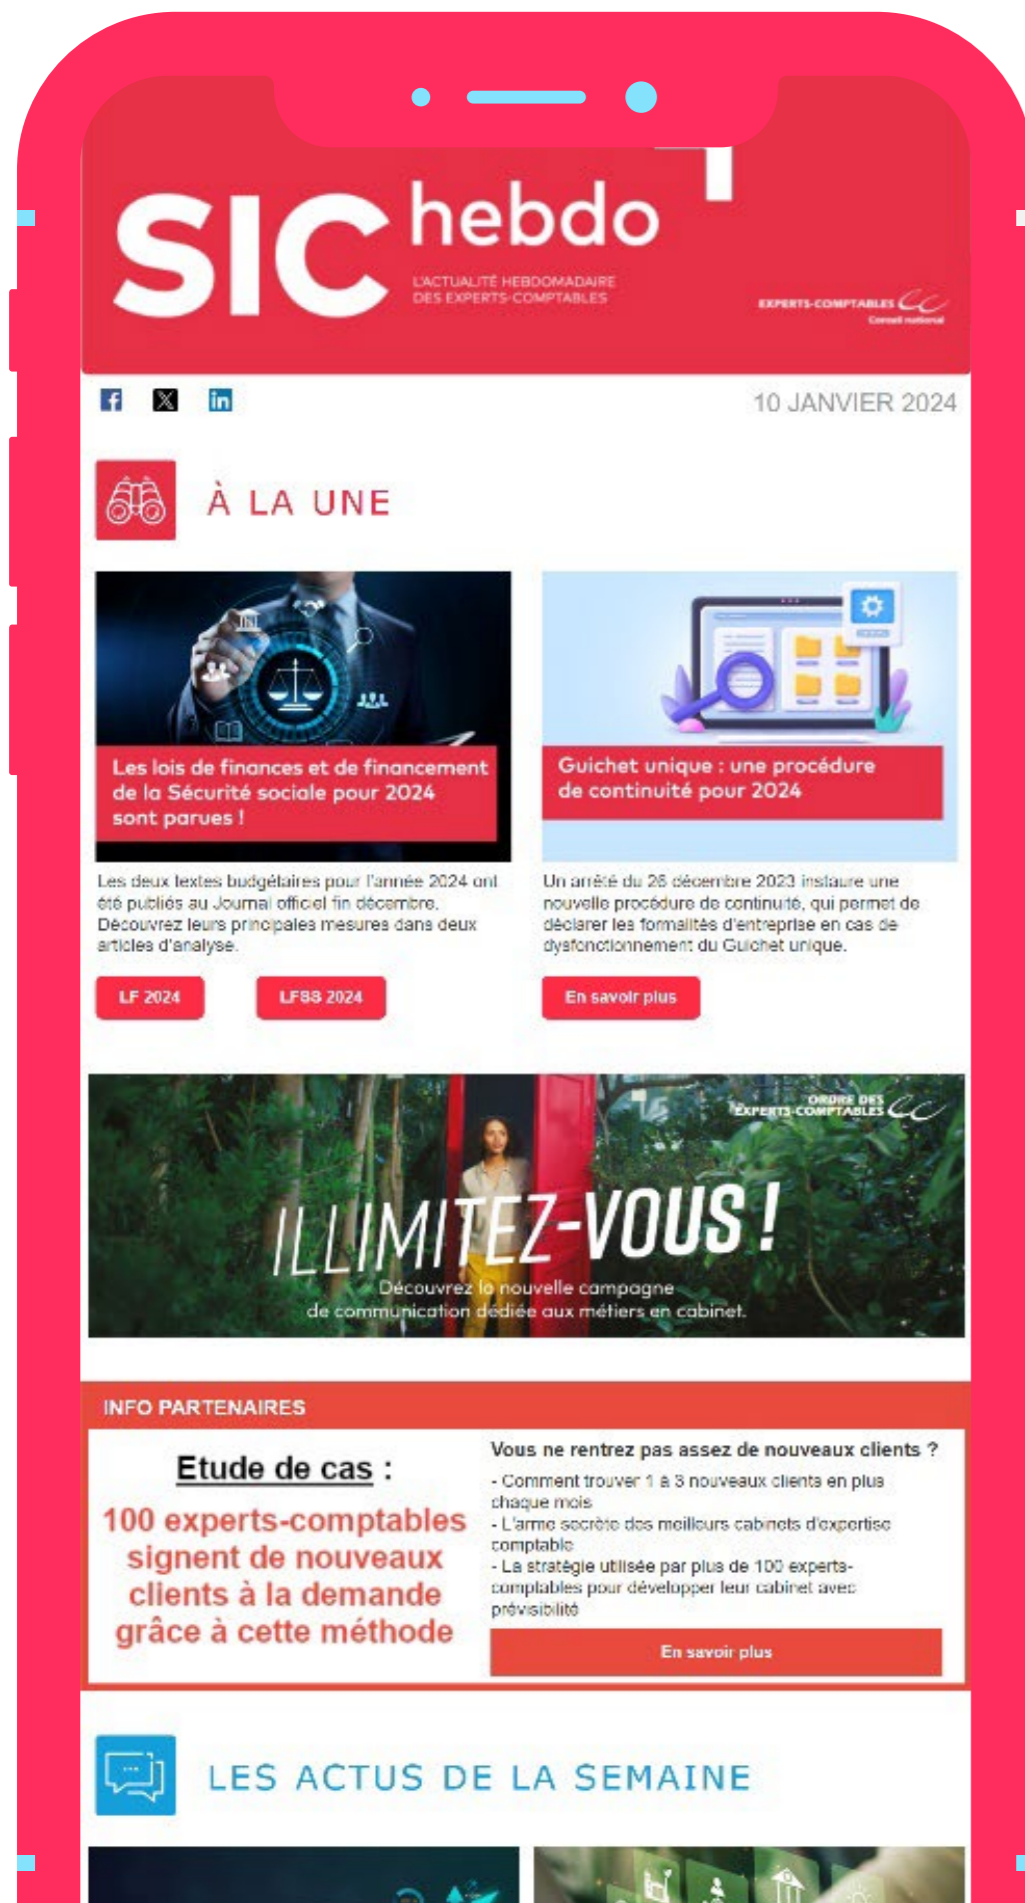 SIC hebdo
L'ACTUALITÉ HEBDOMADAIRE
DES EXPERTS-COMPTABLES
EXPERTS-COMPTABLES
Conseil national
10 JANVIER 2024
À LA UNE
Les lois de finances et de financement
de la Sécurité sociale pour 2024
sont parues !
Les deux textes budgétaires pour l'année 2024 ont
été publiés au Journal officiel fin décembre.
Découvrez leurs principales mesures dans deux
articles d'analyse.
LF 2024
LFSS 2024
Guichet unique : une procédure
de continuité pour 2024
Un arrêté du 26 décembre 2023 instaure une
nouvelle procédure de continuité, qui permet de
déclarer les formalités d'entreprise en cas de
dysfonctionnement du Guichet unique.
En savoir plus
ORDRE DES
EXPERTS-COMPTABLES
ILLIMITEZ-VOUS !
Découvrez la nouvelle campagne
de communication dédiée aux métiers en cabinet.
INFO PARTENAIRES
Etude de cas :
100 experts-comptables
signent de nouveaux
clients à la demande
grâce à cette méthode
Vous ne rentrez pas assez de nouveaux clients ?
- Comment trouver 1 à 3 nouveaux clients en plus
chaque mois
- L'arme secrète des meilleurs cabinets d'expertise
comptable
- La stratégie utilisée par plus de 100 experts-
comptables pour développer leur cabinet avec
prévisibilité
En savoir plus
LES ACTUS DE LA SEMAINE